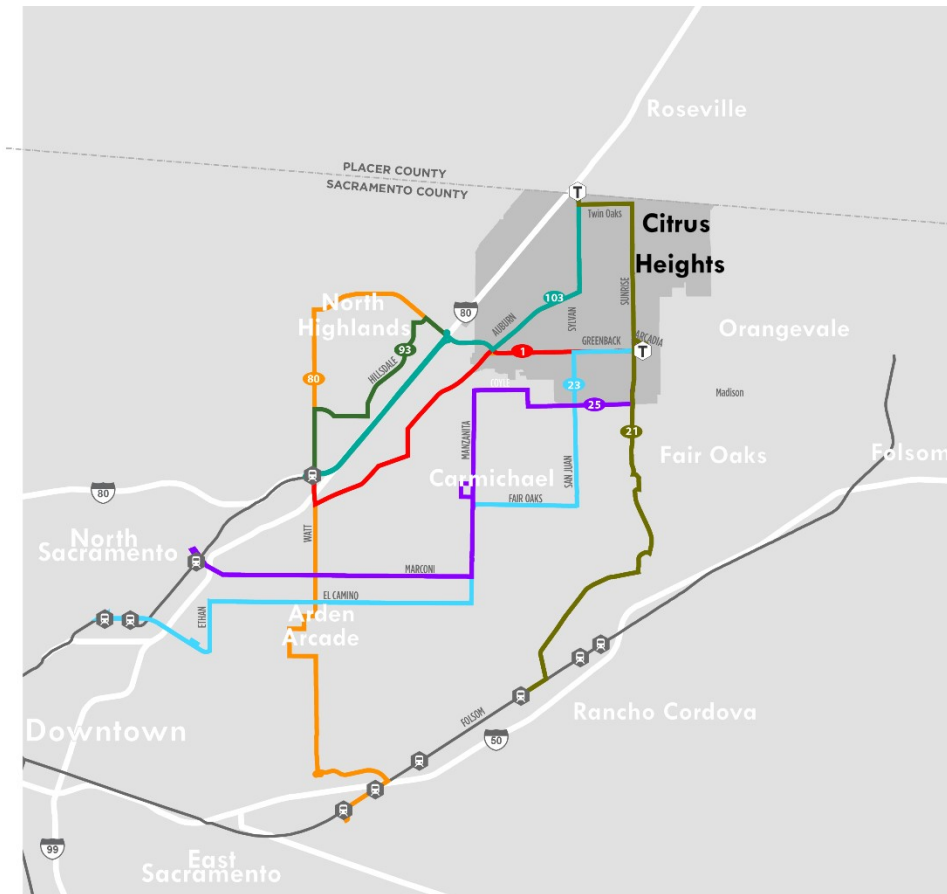 Roseville
PLACER COUNTY
SACRAMENTO COUNTY
T
Twin Oaks
Citrus
Heights
SUNRISE
103
SYLVAN
North
Highlands
80
AUBURN
93
HILLSDALE
80
1
GREENBACK
ARCADIA
T
Orangevale
23
COYLE
25
Madison
21
MANZANITA
Carmichael
SAN JUAN
Fair Oaks
Folsom
FAIR OAKS
80
WATT
North
Sacramento
MARCONI
EL CAMINO
ETHAN
Arden
Arcade
Downtown
FOLSOM
Rancho Cordova
50
99
East
Sacramento